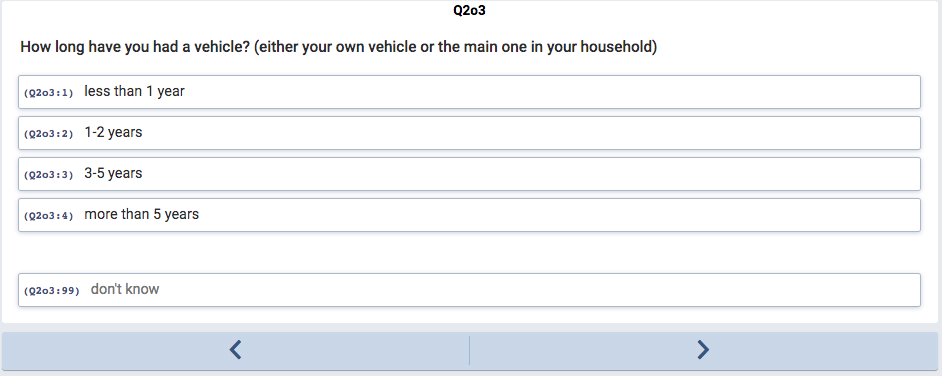 Q2o3
How long have you had a vehicle? (either your own vehicle or the main one in your household)
(Q2o3:1) less than 1 year
(Q2o3:2) 1-2 years
(Q2o3:3) 3-5 years
(Q2o3:4) more than 5 years
(Q2o3:99) don't know